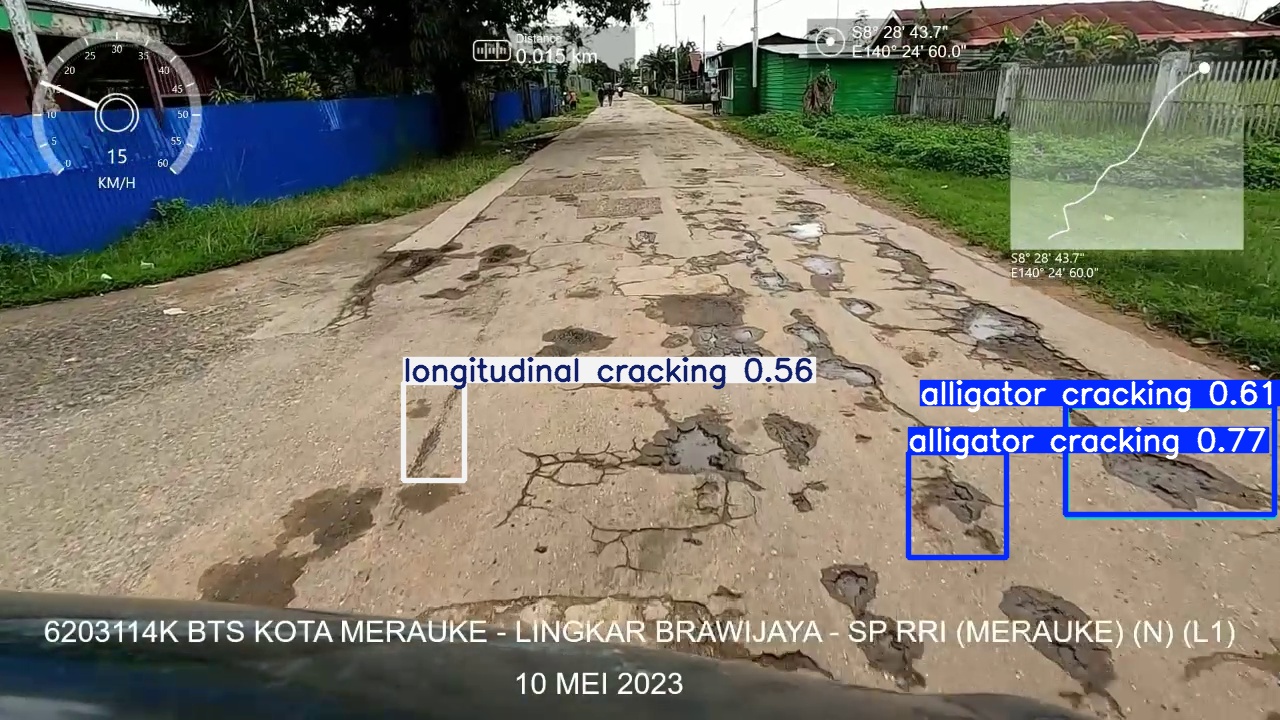 Distance
0.015 km
S8° 28' 43.7"
E140° 24' 60.0"
0
5
10
15
20
25
30
35
40
45
50
55
60
15
KM/H
S8° 28' 43.7"
E140° 24' 60.0"
longitudinal cracking 0.56
alligator cracking 0.61
alligator cracking 0.77
6203114K BTS KOTA MERAUKE - LINGKAR BRAWIJAYA - SP RRI (MERAUKE) (N) (L1)
10 MEI 2023